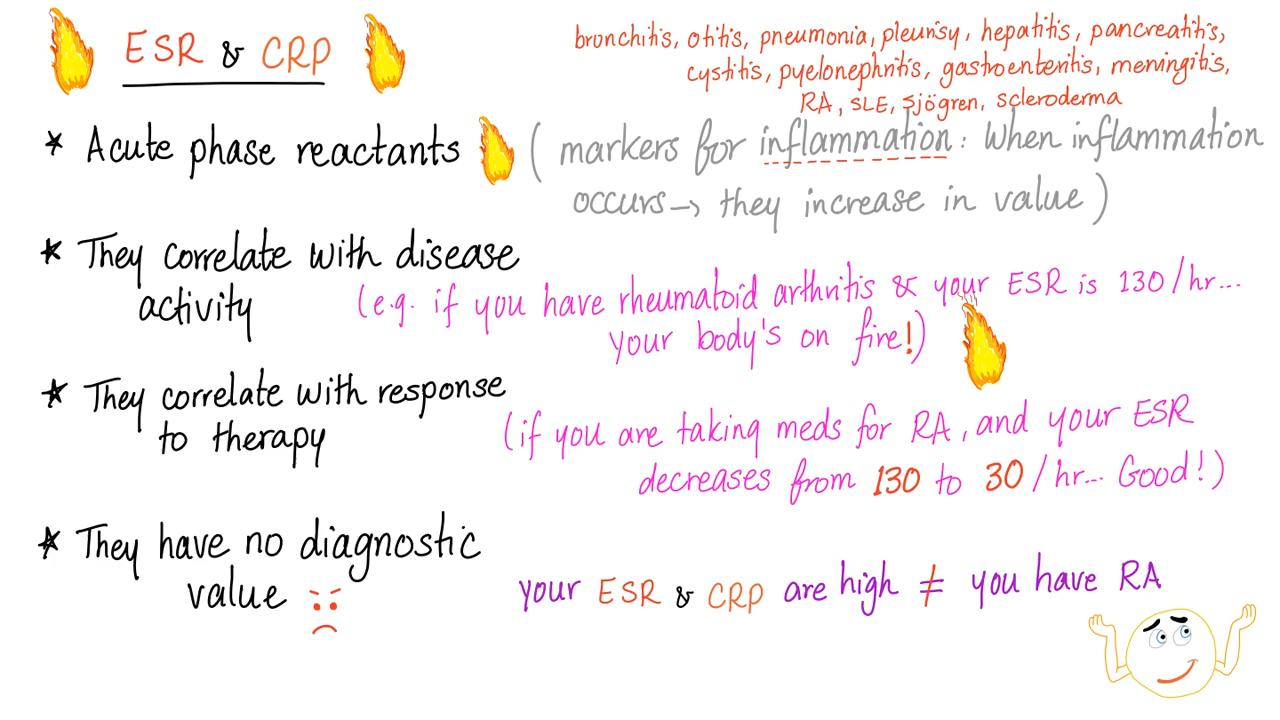 ESR & CRP
bronchitis, otitis, pneumonia, pleurisy, hepatitis, pancreatitis,
cystitis, pyelonephritis, gastroenteritis, meningitis,
RA, SLE, Sjögren, scleroderma
* Acute phase reactants (markers for inflammation: When inflammation
occurs → they increase in value)
* They correlate with disease
activity
(e.g. if you have rheumatoid arthritis & your ESR is 130/hr...
your body's on fire!)
* They correlate with response
to therapy
(if you are taking meds for RA, and your ESR
decreases from 130 to 30/hr... Good!)
* They have no diagnostic
value
your ESR & CRP are high ≠ you have RA